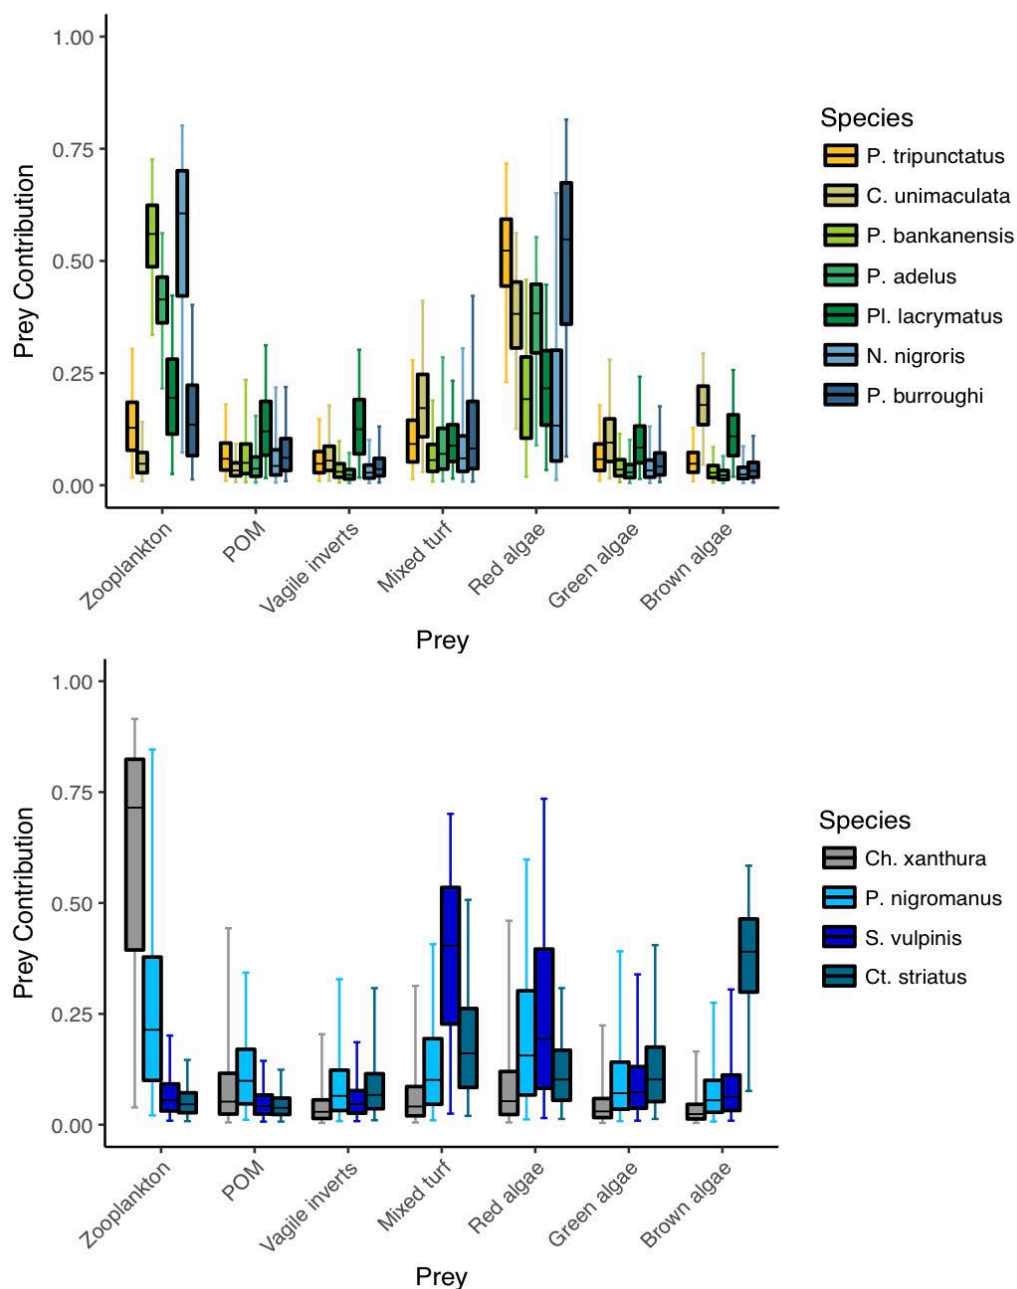 1.00
0.75
0.50
0.25
0.00
Prey Contribution
Zooplankton
POM
Vagile inverts
Mixed turf
Red algae
Green algae
Brown algae
Prey
Species
P. tripunctatus
C. unimaculata
P. bankanensis
P. adelus
Pl. lacrymatus
N. nigroris
P. burroughi
1.00
0.75
0.50
0.25
0.00
Prey Contribution
Zooplankton
POM
Vagile inverts
Mixed turf
Red algae
Green algae
Brown algae
Prey
Species
Ch. xanthura
P. nigromanus
S. vulpinis
Ct. striatus